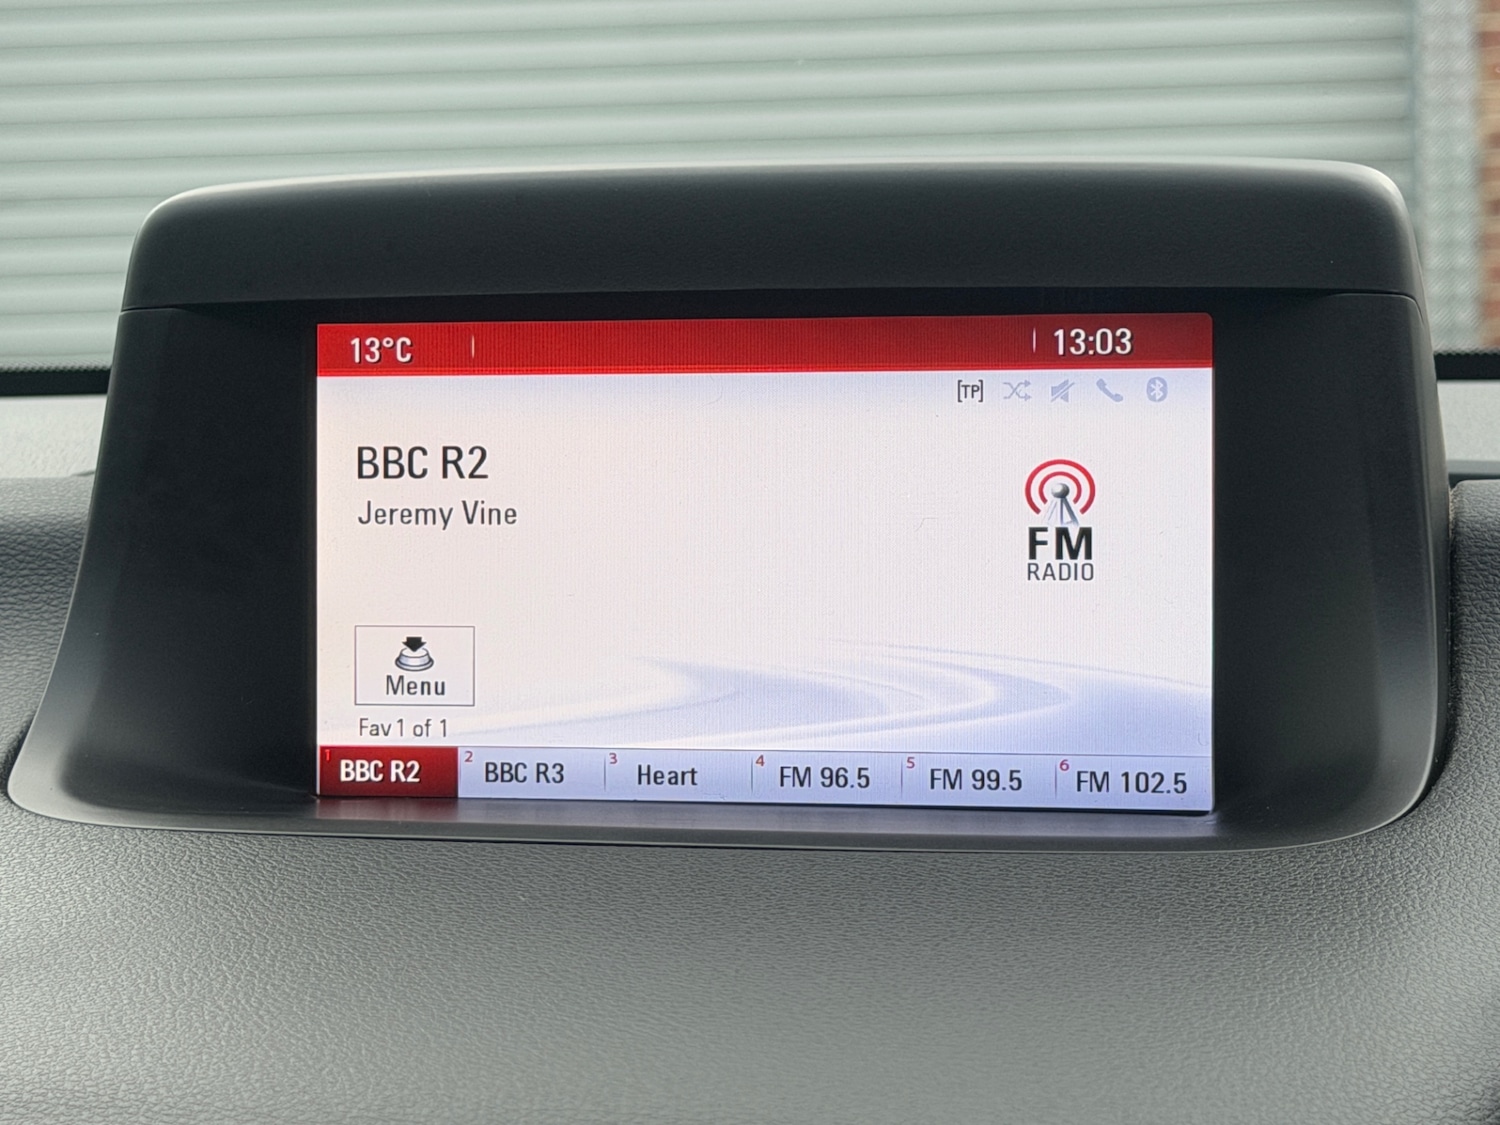 13°C
13:03
[TP]
BBC R2
Jeremy Vine
FM
RADIO
Menu
Fav 1 of 1
1 BBC R2
2 BBC R3
3 Heart
4 FM 96.5
5 FM 99.5
6 FM 102.5